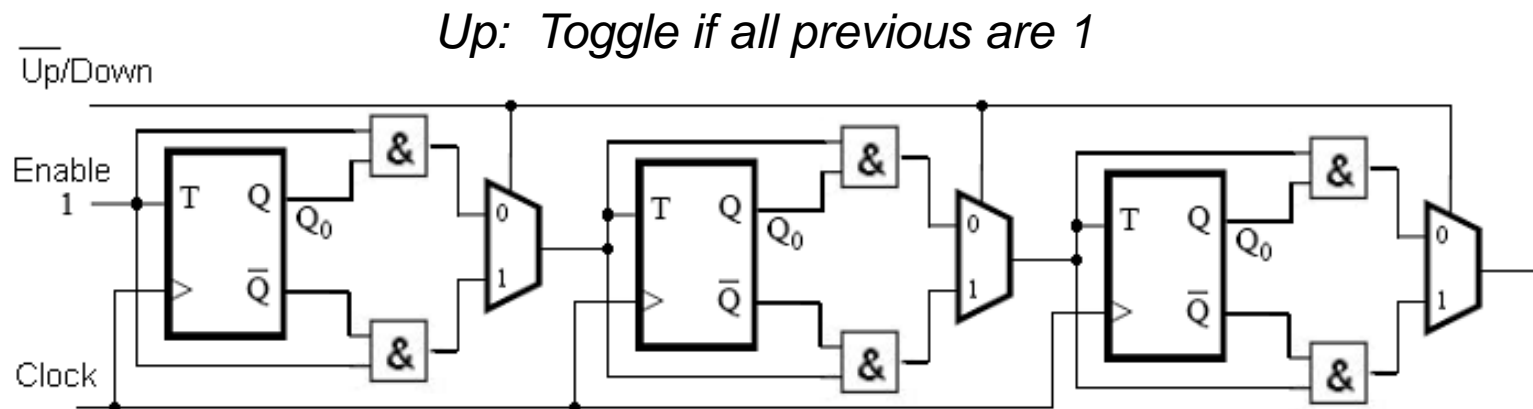 Up: Toggle if all previous are 1
U̅p̅/Down
Enable
1
T Q
Q₀
Q̅
&
&
0
1
T Q
Q₀
Q̅
&
&
0
1
T Q
Q₀
Q̅
&
&
0
1
Clock